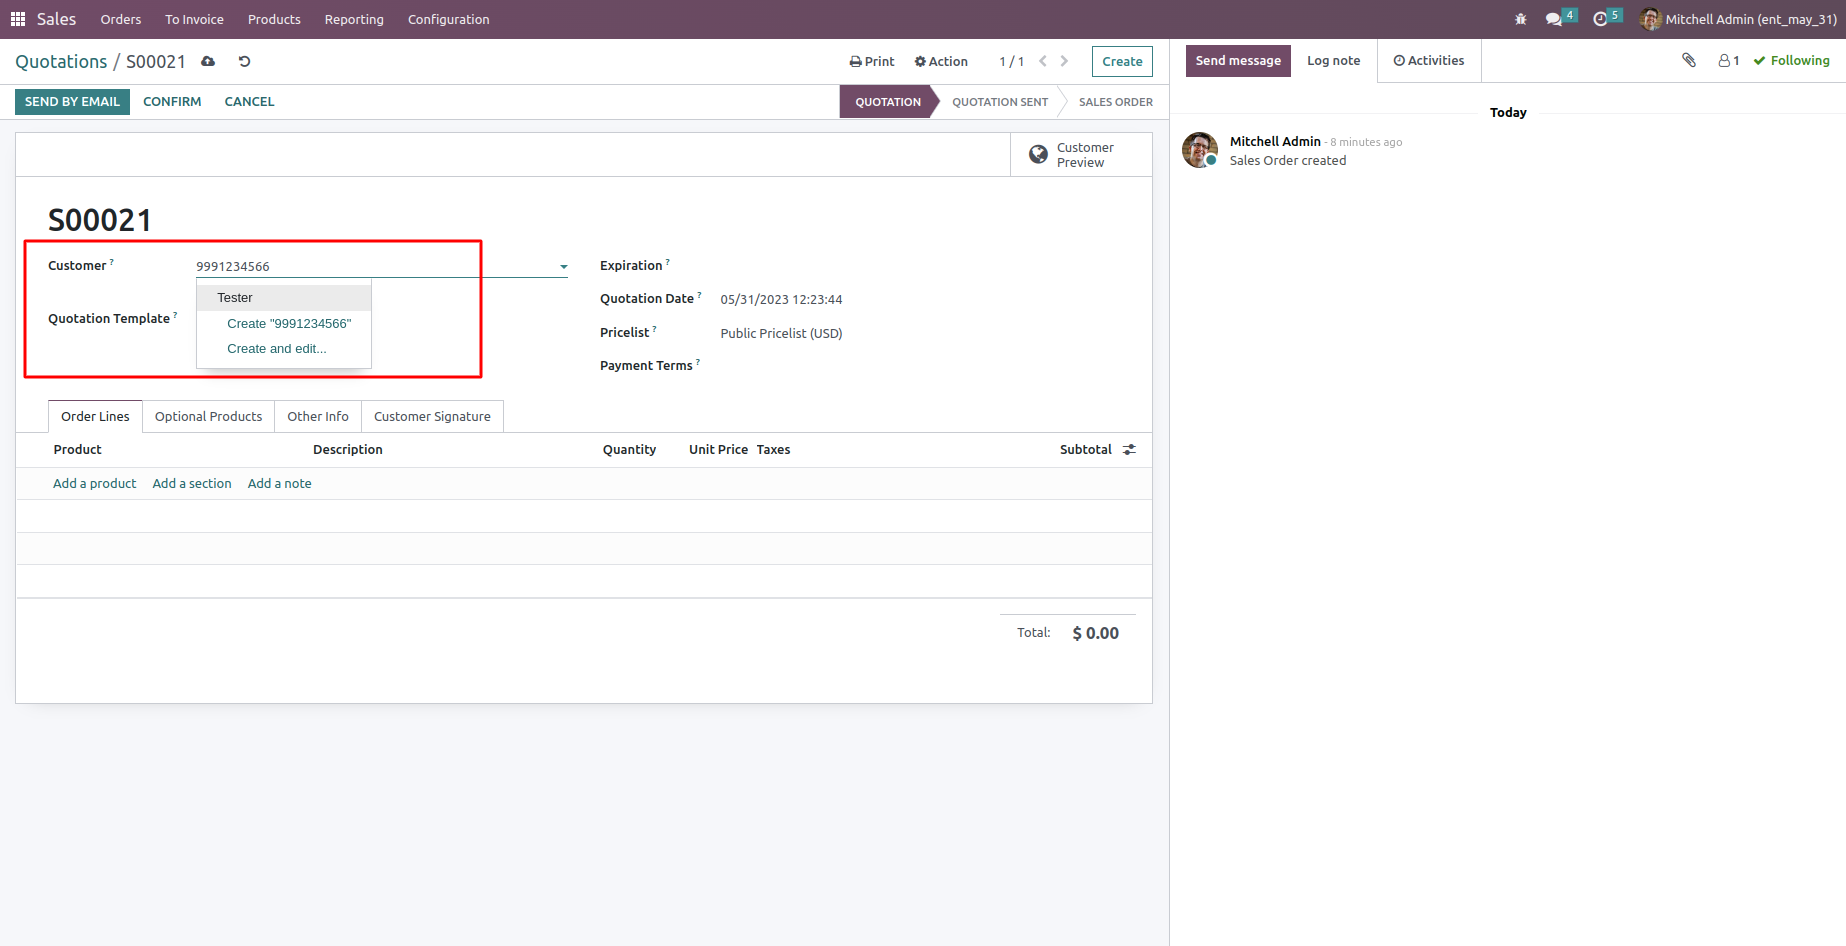 Sales Orders To Invoice Products Reporting Configuration 4 5 Mitchell Admin (ent_may_31)
Quotations / S00021 Print Action 1 / 1 Create
SEND BY EMAIL CONFIRM CANCEL QUOTATION QUOTATION SENT SALES ORDER
Customer
Preview
S00021
Customer ? 9991234566
Tester
Create "9991234566"
Create and edit...
Quotation Template ?
Expiration ?
Quotation Date ? 05/31/2023 12:23:44
Pricelist ? Public Pricelist (USD)
Payment Terms ?
Order Lines Optional Products Other Info Customer Signature
Product Description Quantity Unit Price Taxes Subtotal
Add a product Add a section Add a note
Total: $ 0.00
Send message Log note Activities 1 Following
Today
Mitchell Admin - 8 minutes ago
Sales Order created